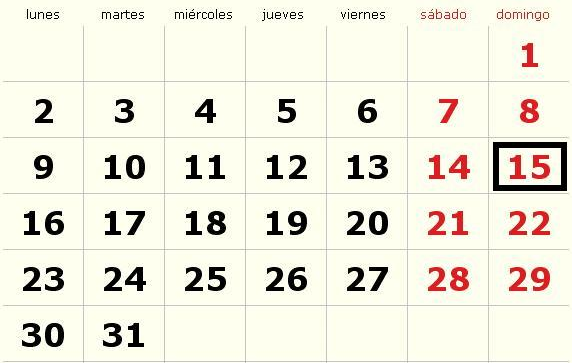 lunes martes miércoles jueves viernes sábado domingo
1
2 3 4 5 6 7 8
9 10 11 12 13 14 15
16 17 18 19 20 21 22
23 24 25 26 27 28 29
30 31